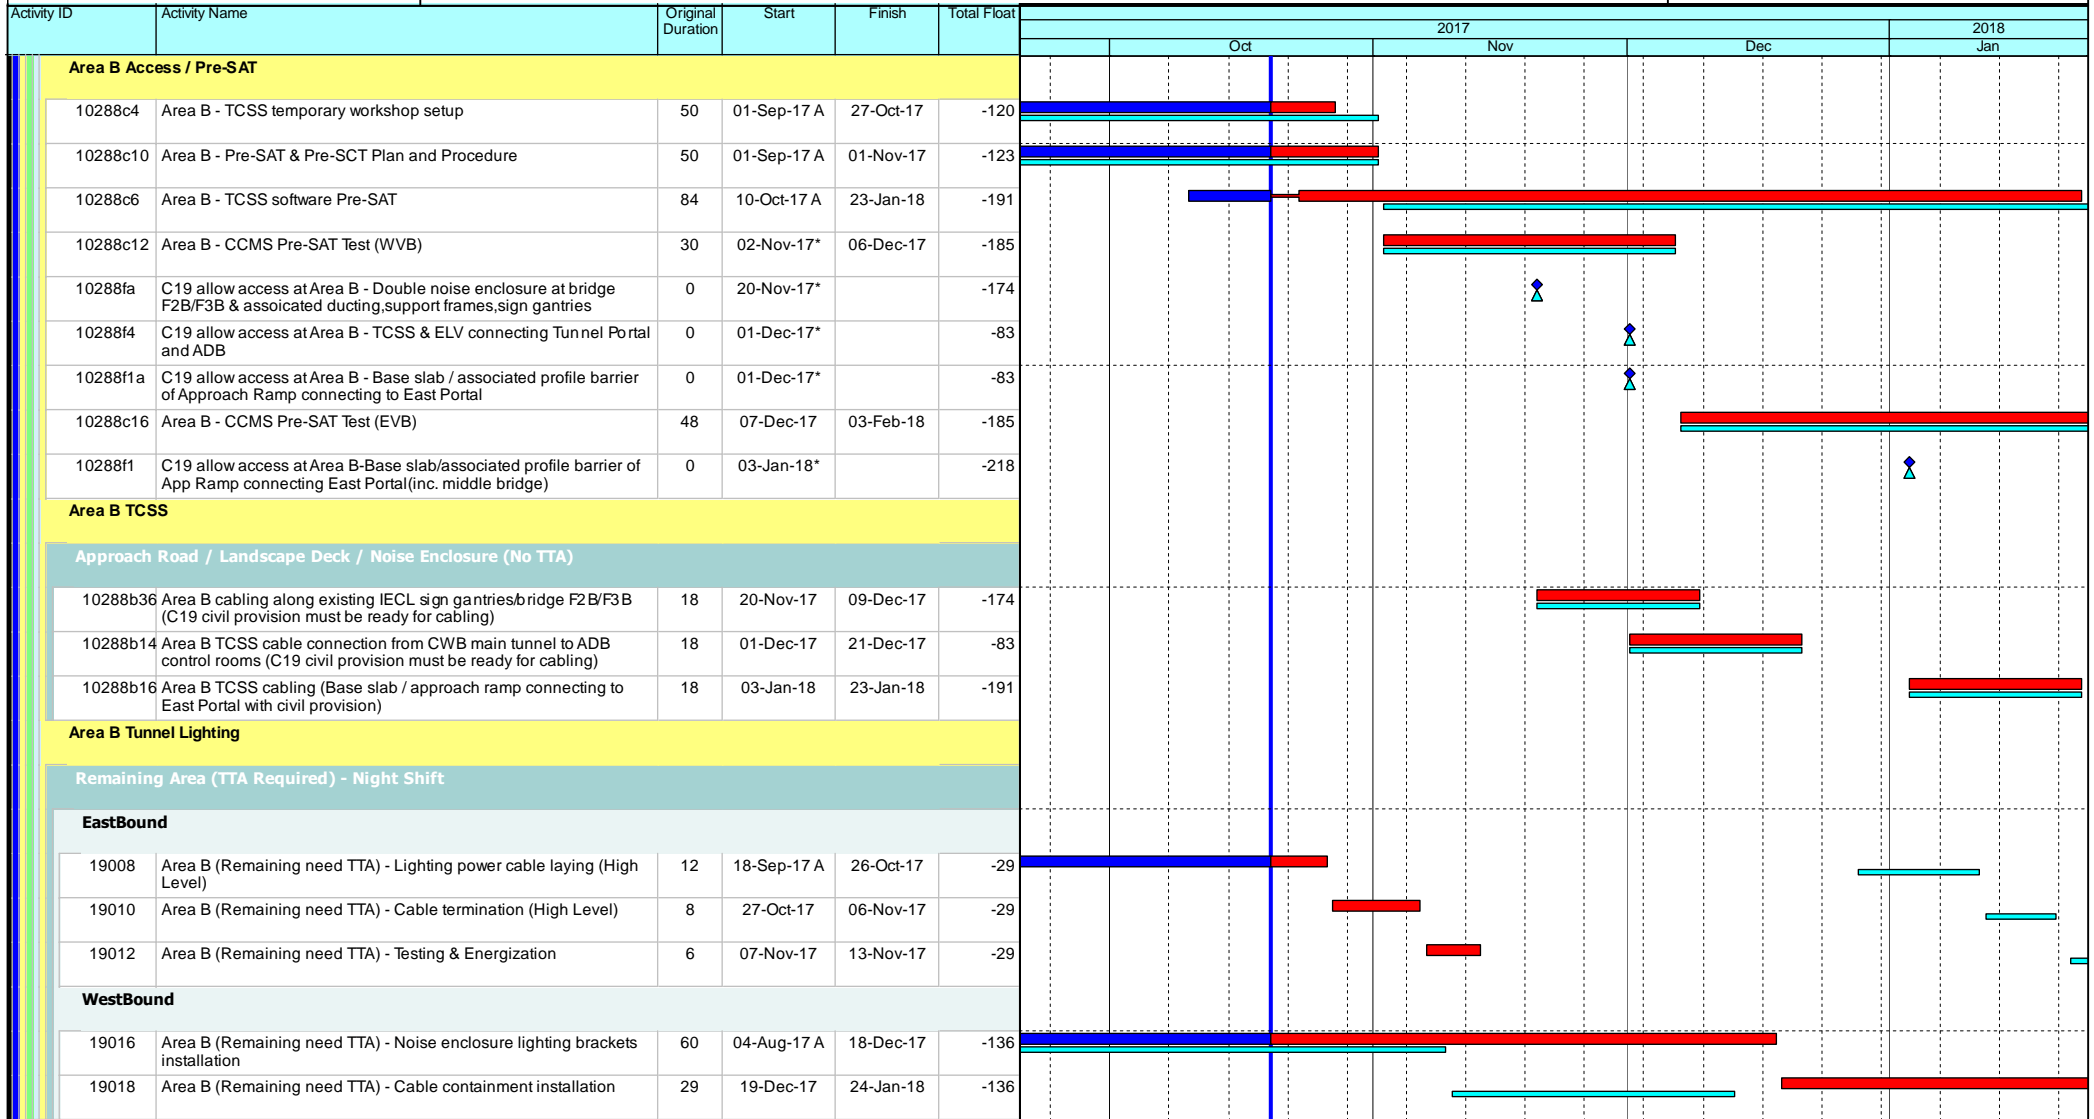 Activity ID Activity Name Original Start Finish Total Float
Duration
2017 2018
Oct Nov Dec Jan
Area B Access / Pre-SAT
10288c4 Area B - TCSS temporary workshop setup 50 01-Sep-17 A 27-Oct-17 -120
10288c10 Area B - Pre-SAT & Pre-SCT Plan and Procedure 50 01-Sep-17 A 01-Nov-17 -123
10288c6 Area B - TCSS software Pre-SAT 84 10-Oct-17 A 23-Jan-18 -191
10288c12 Area B - CCMS Pre-SAT Test (WVB) 30 02-Nov-17* 06-Dec-17 -185
10288fa C19 allow access at Area B - Double noise enclosure at bridge 0 20-Nov-17* -174
F2B/F3B & assoicated ducting,support frames,sign gantries
10288f4 C19 allow access at Area B - TCSS & ELV connecting Tunnel Portal 0 01-Dec-17* -83
and ADB
10288f1a C19 allow access at Area B - Base slab / associated profile barrier 0 01-Dec-17* -83
of Approach Ramp connecting to East Portal
10288c16 Area B - CCMS Pre-SAT Test (EVB) 48 07-Dec-17 03-Feb-18 -185
10288f1 C19 allow access at Area B-Base slab/associated profile barrier of 0 03-Jan-18* -218
App Ramp connecting East Portal(inc. middle bridge)
Area B TCSS
Approach Road / Landscape Deck / Noise Enclosure (No TTA)
10288b36 Area B cabling along existing IECL sign gantries/bridge F2B/F3B 18 20-Nov-17 09-Dec-17 -174
(C19 civil provision must be ready for cabling)
10288b14 Area B TCSS cable connection from CWB main tunnel to ADB 18 01-Dec-17 21-Dec-17 -83
control rooms (C19 civil provision must be ready for cabling)
10288b16 Area B TCSS cabling (Base slab / approach ramp connecting to 18 03-Jan-18 23-Jan-18 -191
East Portal with civil provision)
Area B Tunnel Lighting
Remaining Area (TTA Required) - Night Shift
EastBound
19008 Area B (Remaining need TTA) - Lighting power cable laying (High 12 18-Sep-17 A 26-Oct-17 -29
Level)
19010 Area B (Remaining need TTA) - Cable termination (High Level) 8 27-Oct-17 06-Nov-17 -29
19012 Area B (Remaining need TTA) - Testing & Energization 6 07-Nov-17 13-Nov-17 -29
WestBound
19016 Area B (Remaining need TTA) - Noise enclosure lighting brackets 60 04-Aug-17 A 18-Dec-17 -136
installation
19018 Area B (Remaining need TTA) - Cable containment installation 29 19-Dec-17 24-Jan-18 -136